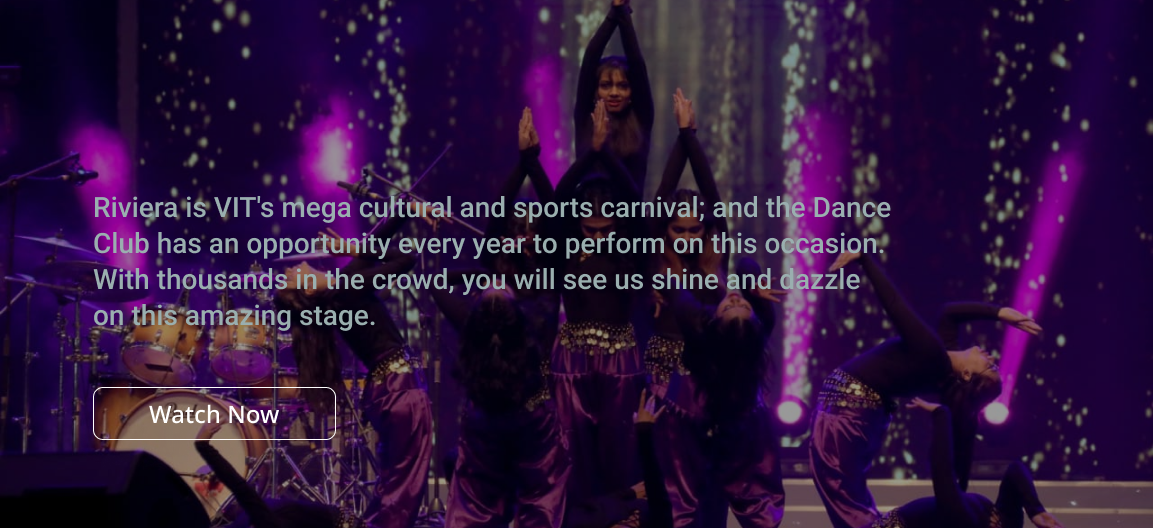 Riviera is VIT's mega cultural and sports carnival; and the Dance
Club has an opportunity every year to perform on this occasion.
With thousands in the crowd, you will see us shine and dazzle
on this amazing stage.
Watch Now